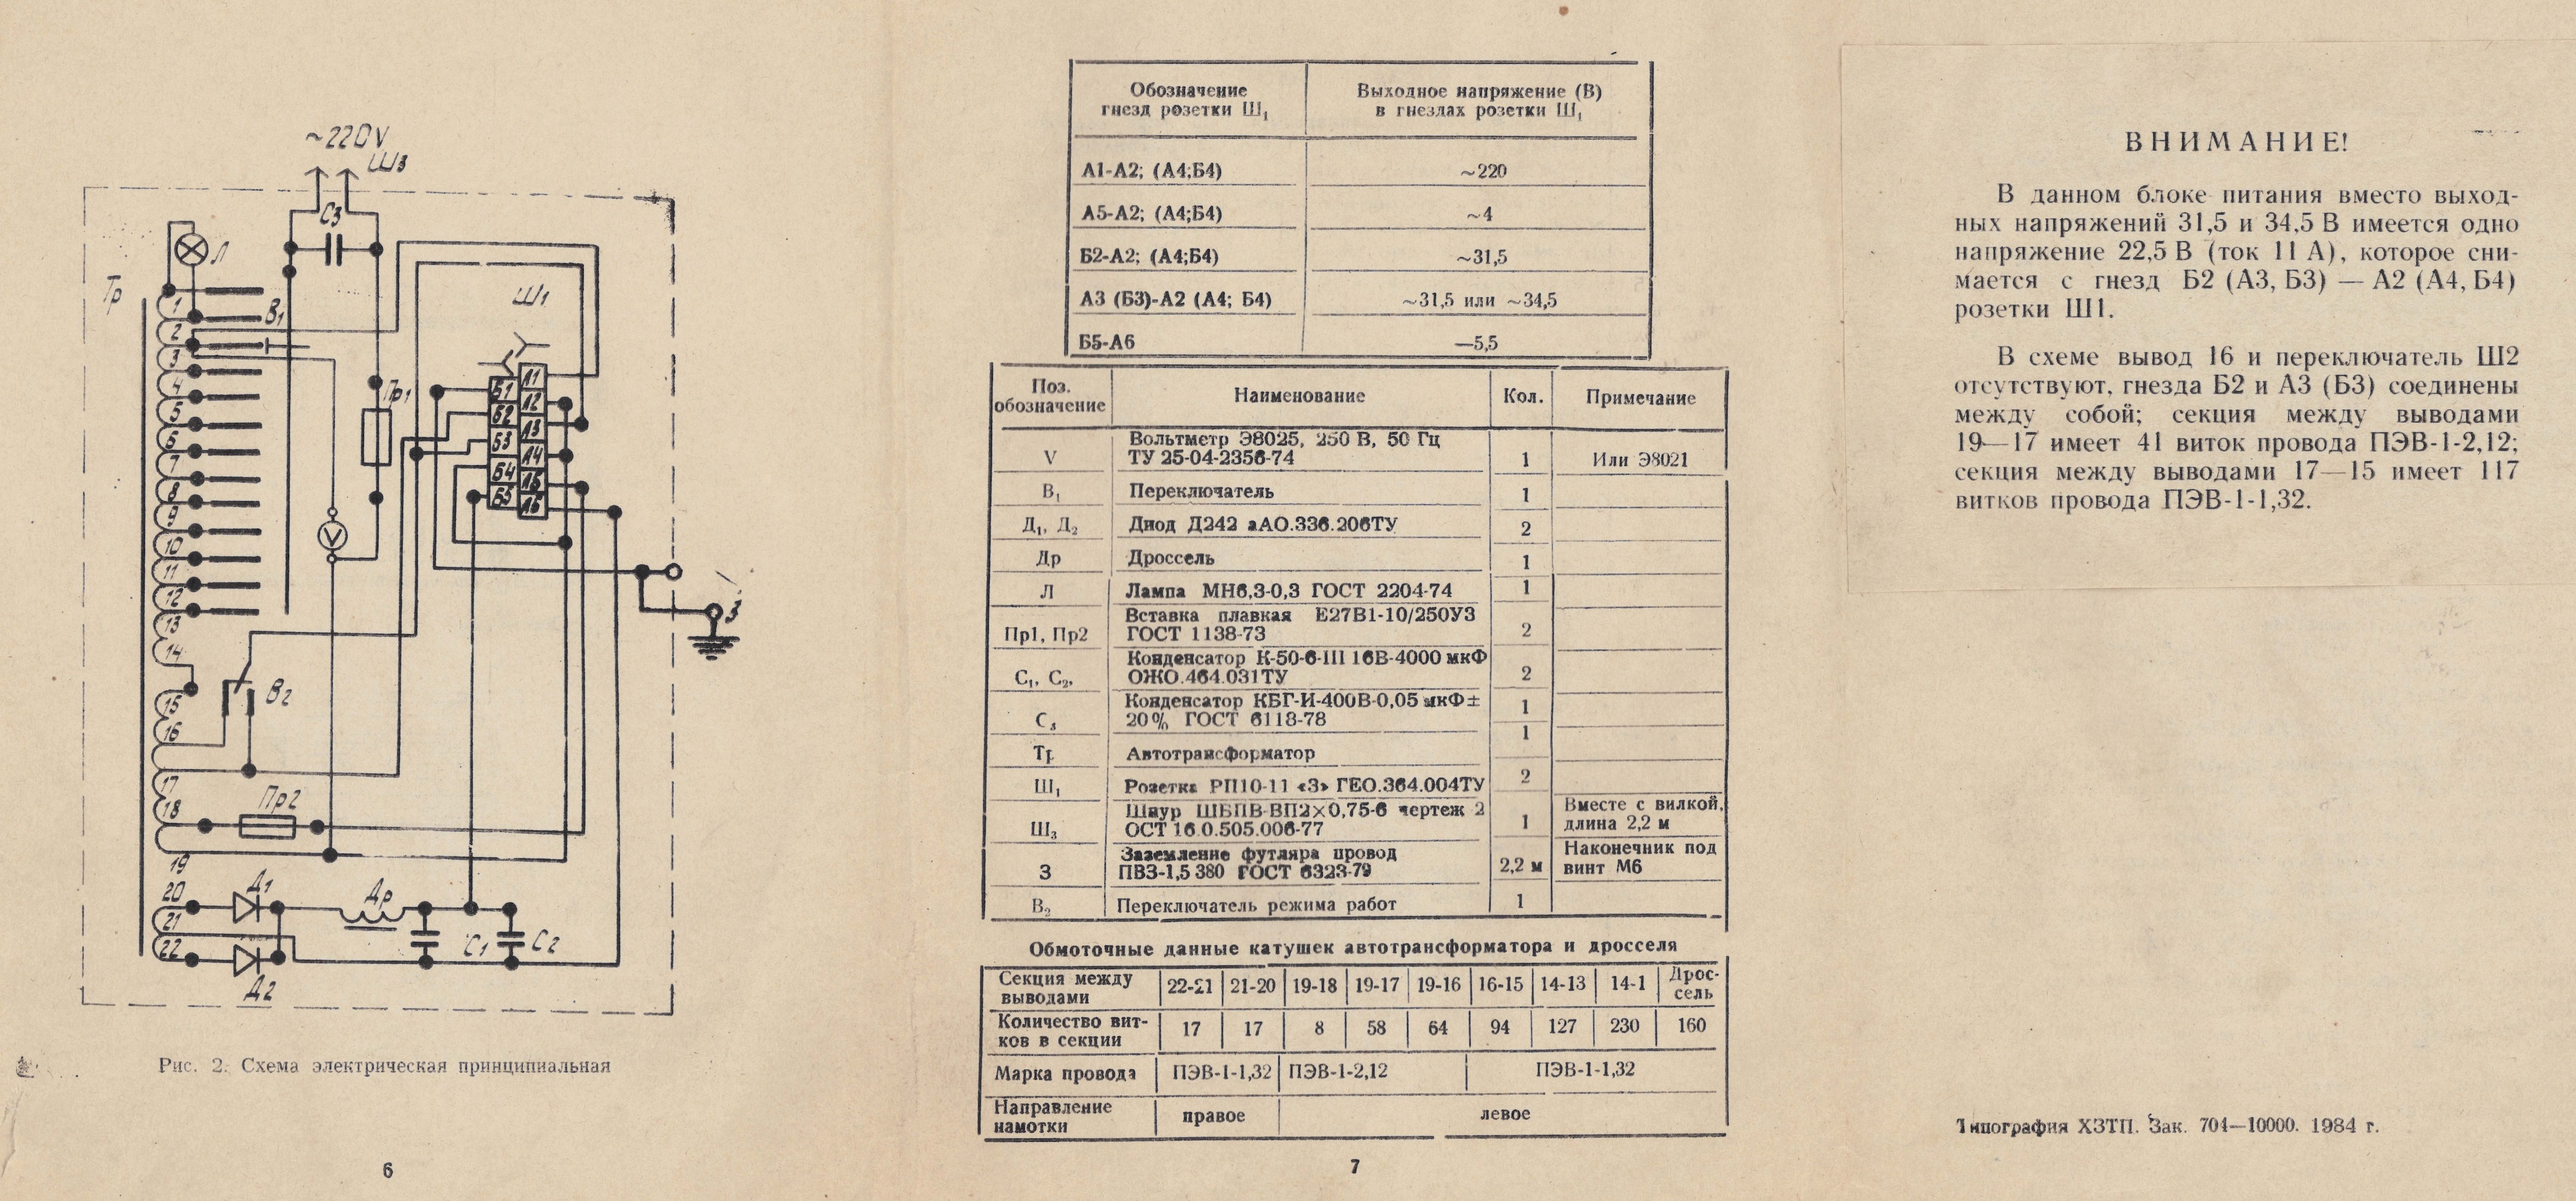 ~220V
Ш3
С3
Л
Тр
1
В1
2
3
4
5
6
7
8
9
10
11
12
13
14
15
16
17
18
19
20
21
22
Ш1
Пр1
Б1 А1
Б2 А2
Б3 А3
Б4 А4
Б5 А5
А6
V
З
В2
Пр2
Д1
Др
С1
С2
Д2
Рис. 2. Схема электрическая принципиальная
6
Обозначение гнезд розетки Ш1 | Выходное напряжение (В) в гнездах розетки Ш1
А1-А2; (А4;Б4) ~220
А5-А2; (А4;Б4) ~4
Б2-А2; (А4;Б4) ~31,5
А3 (Б3)-А2 (А4; Б4) ~31,5 или ~34,5
Б5-А6 —5,5
Поз. обозначение | Наименование | Кол. | Примечание
V Вольтметр Э8025, 250 В, 50 Гц
ТУ 25-04-2356-74 1 Или Э8021
В1 Переключатель 1
Д1, Д2 Диод Д242 аАО.336.206ТУ 2
Др Дроссель 1
Л Лампа МН6,3-0,3 ГОСТ 2204-74 1
Вставка плавкая Е27В1-10/250У3
Пр1, Пр2 ГОСТ 1138-73 2
Конденсатор К-50-6-III 16В-4000 мкФ
С1, С2, ОЖО.464.031ТУ 2
Конденсатор КБГ-И-400В-0,05 мкФ± 1
С3 20% ГОСТ 6118-78
Тр Автотрансформатор 1
Ш1 Розетка РП10-11 «З» ГЕО.364.004ТУ 2
Шнур ШБПВ-ВП2×0,75-6 чертеж 2 Вместе с вилкой,
Ш3 ОСТ 16.0.505.006-77 1 длина 2,2 м
Заземление футляра провод Наконечник под
З ПВЗ-1,5 380 ГОСТ 6323-79 2,2 м винт М6
В2 Переключатель режима работ 1
Обмоточные данные катушек автотрансформатора и дросселя
Секция между выводами 22-21 21-20 19-18 19-17 19-16 16-15 14-13 14-1 Дроссель
Количество витков в секции 17 17 8 58 64 94 127 230 160
Марка провода ПЭВ-1-1,32 ПЭВ-1-2,12 ПЭВ-1-1,32
Направление намотки правое левое
7
ВНИМАНИЕ!
В данном блоке питания вместо выход-
ных напряжений 31,5 и 34,5 В имеется одно
напряжение 22,5 В (ток 11 А), которое сни-
мается с гнезд Б2 (А3, Б3) — А2 (А4, Б4)
розетки Ш1.
В схеме вывод 16 и переключатель Ш2
отсутствуют, гнезда Б2 и А3 (Б3) соединены
между собой; секция между выводами
19—17 имеет 41 виток провода ПЭВ-1-2,12;
секция между выводами 17—15 имеет 117
витков провода ПЭВ-1-1,32.
Типография ХЗТП. Зак. 704—10000. 1984 г.